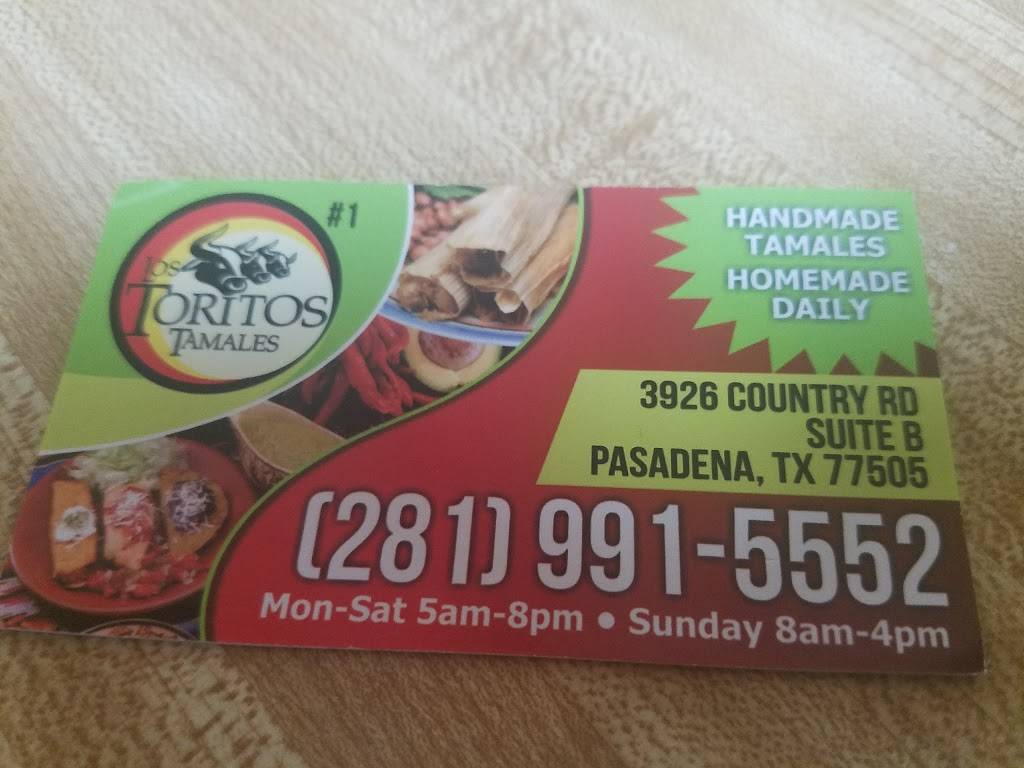 #1
LOS
TORITOS
TAMALES
HANDMADE
TAMALES
HOMEMADE
DAILY
3926 COUNTRY RD
SUITE B
PASADENA, TX 77505
(281) 991-5552
Mon-Sat 5am-8pm • Sunday 8am-4pm